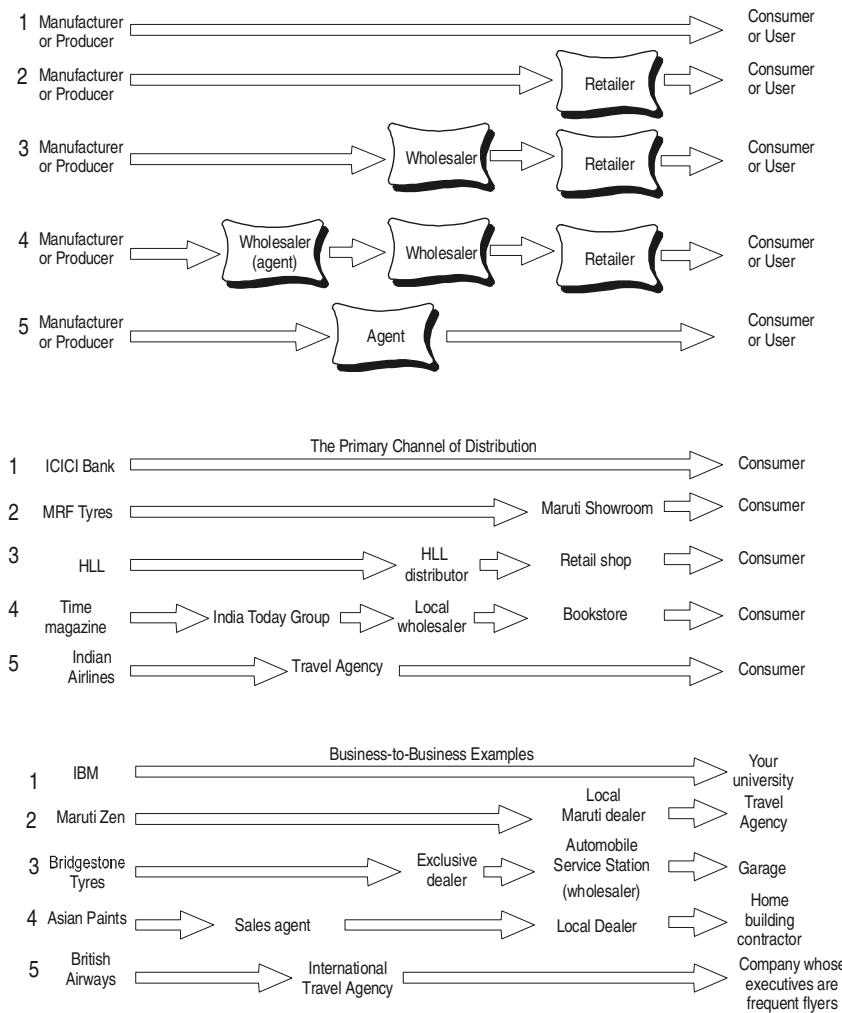 1 Manufacturer or Producer Consumer or User
2 Manufacturer or Producer Retailer Consumer or User
3 Manufacturer or Producer Wholesaler Retailer Consumer or User
4 Manufacturer or Producer Wholesaler (agent) Wholesaler Retailer Consumer or User
5 Manufacturer or Producer Agent Consumer or User
The Primary Channel of Distribution
1 ICICI Bank Consumer
2 MRF Tyres Maruti Showroom Consumer
3 HLL HLL distributor Retail shop Consumer
4 Time magazine India Today Group Local wholesaler Bookstore Consumer
5 Indian Airlines Travel Agency Consumer
Business-to-Business Examples
1 IBM Your university
2 Maruti Zen Local Maruti dealer Travel Agency
3 Bridgestone Tyres Exclusive dealer Automobile Service Station (wholesaler) Garage
4 Asian Paints Sales agent Local Dealer Home building contractor
5 British Airways International Travel Agency Company whose executives are frequent flyers